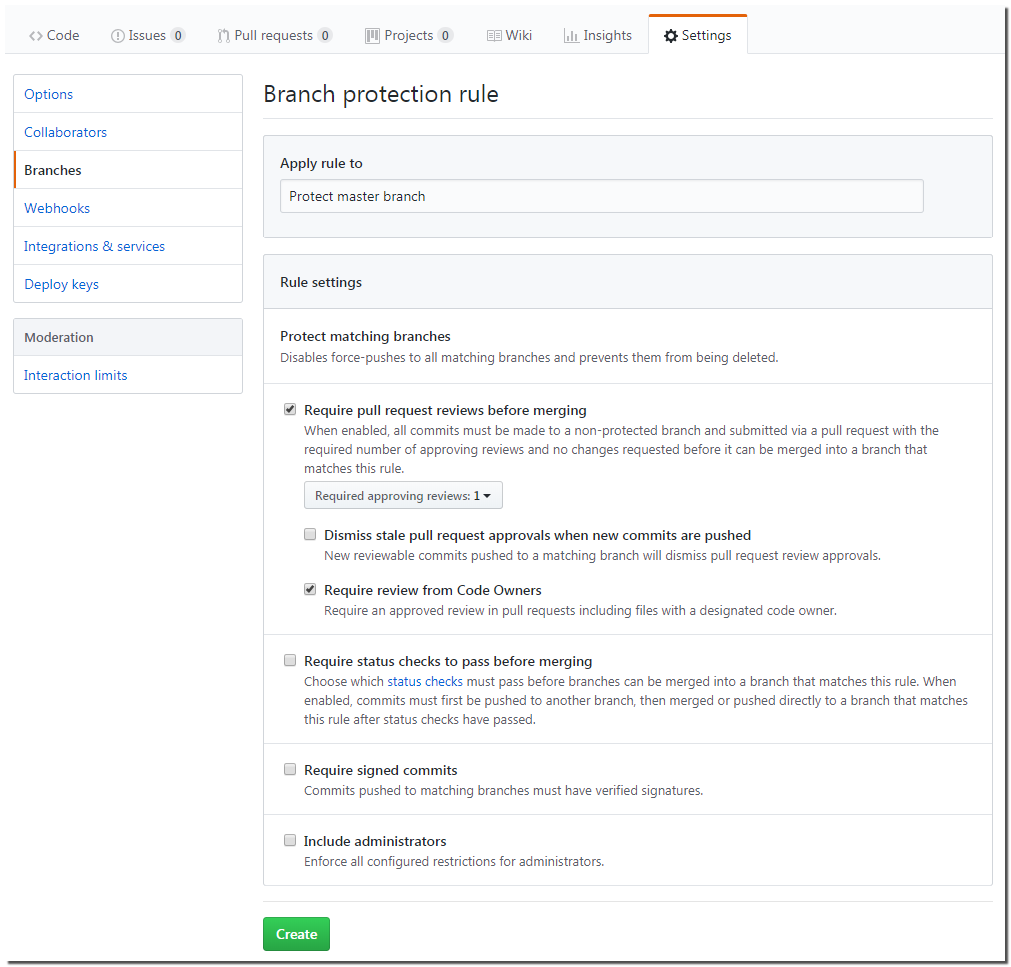 Code Issues 0 Pull requests 0 Projects 0 Wiki Insights Settings
Options
Collaborators
Branches
Webhooks
Integrations & services
Deploy keys
Moderation
Interaction limits
Branch protection rule
Apply rule to
Protect master branch
Rule settings
Protect matching branches
Disables force-pushes to all matching branches and prevents them from being deleted.
Require pull request reviews before merging
When enabled, all commits must be made to a non-protected branch and submitted via a pull request with the
required number of approving reviews and no changes requested before it can be merged into a branch that
matches this rule.
Required approving reviews: 1
Dismiss stale pull request approvals when new commits are pushed
New reviewable commits pushed to a matching branch will dismiss pull request review approvals.
Require review from Code Owners
Require an approved review in pull requests including files with a designated code owner.
Require status checks to pass before merging
Choose which status checks must pass before branches can be merged into a branch that matches this rule. When
enabled, commits must first be pushed to another branch, then merged or pushed directly to a branch that matches
this rule after status checks have passed.
Require signed commits
Commits pushed to matching branches must have verified signatures.
Include administrators
Enforce all configured restrictions for administrators.
Create